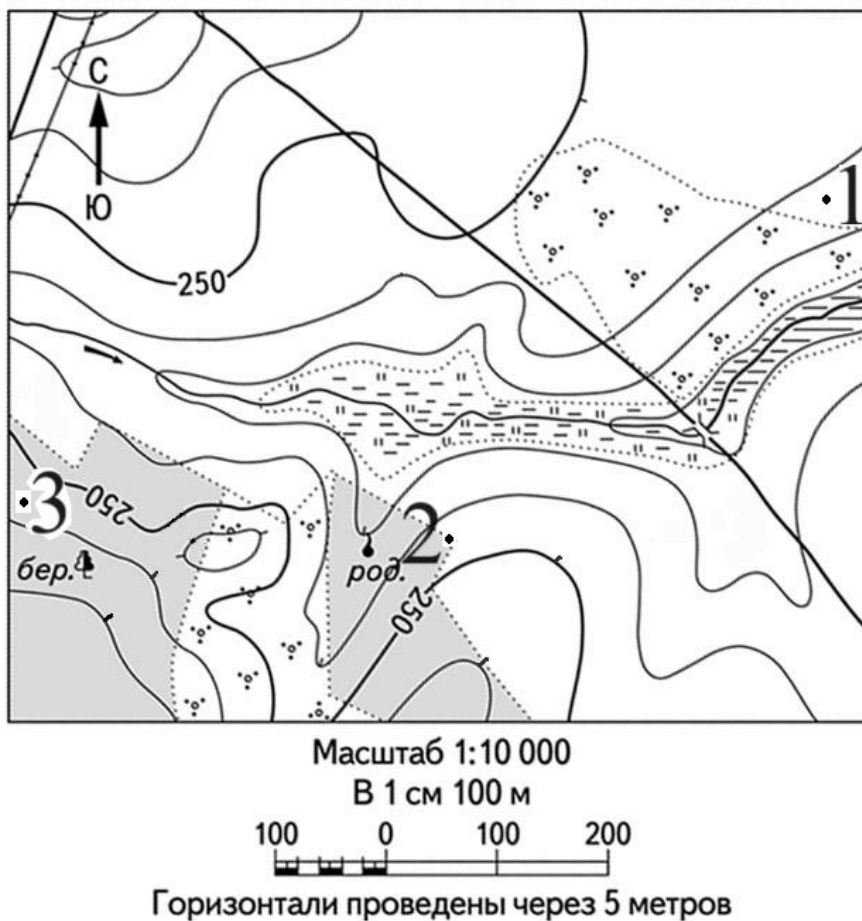 С
Ю
1
250
250
3
бер.
2
род.
250
Масштаб 1:10 000
В 1 см 100 м
100 0 100 200
Горизонтали проведены через 5 метров